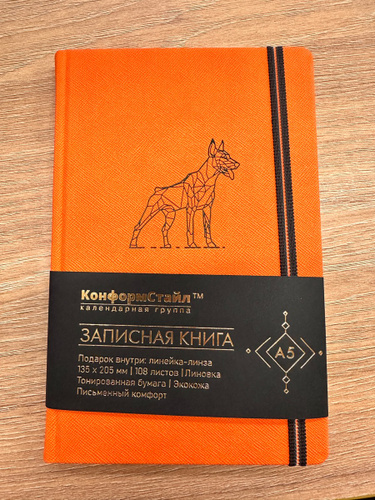 КонформСтайл™
календарная группа
ЗАПИСНАЯ КНИГА
Подарок внутри: линейка-линза
135 х 205 мм | 108 листов | Линовка
Тонированная бумага | Экокожа
Письменный комфорт
А5